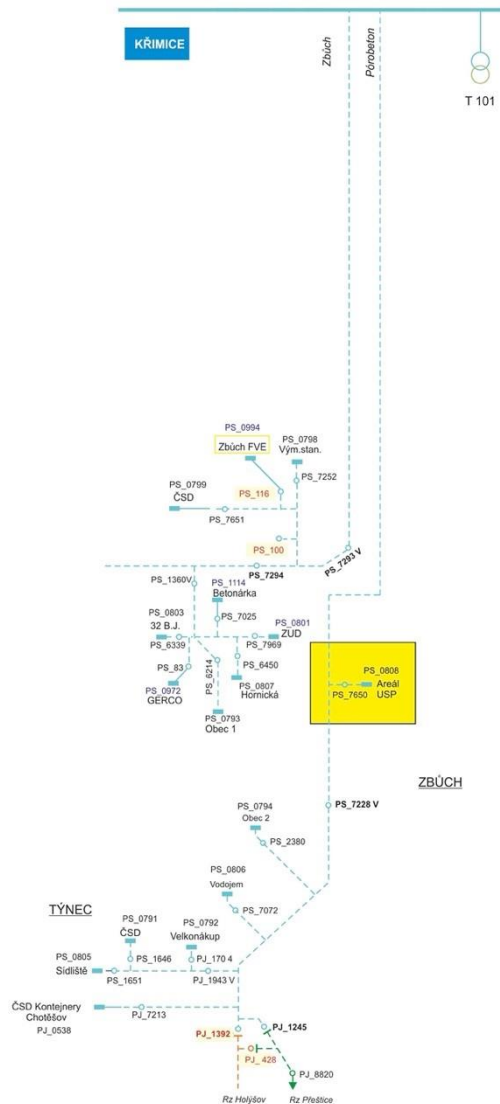 KŘIMICE
Zbůch
Pórobeton
T 101
PS_0994
Zbůch FVE
PS_0798
Vým.stan.
PS_7252
PS_0799
ČSD
PS_116
PS_7651
PS_100
PS_7293 V
PS_7294
PS_1360V
PS_1114
Betonárka
PS_0803
32 B.J.
PS_7025
PS_0801
ZUD
PS_6339
PS_7969
PS_83
PS_6214
PS_6450
PS_0972
GERCO
PS_0807
Hornická
PS_0793
Obec 1
PS_0808
Areál
USP
PS_7650
ZBŮCH
PS_7228 V
PS_0794
Obec 2
PS_2380
PS_0806
Vodojem
PS_7072
TÝNEC
PS_0791
ČSD
PS_0792
Velkonákup
PS_0805
Sídliště
PS_1646
PJ_170 4
PS_1651
PJ_1943 V
ČSD Kontejnery
Chotěšov
PJ_0538
PJ_7213
PJ_1392
PJ_1245
PJ_ 428
PJ_8820
Rz Holýšov
Rz Přeštice